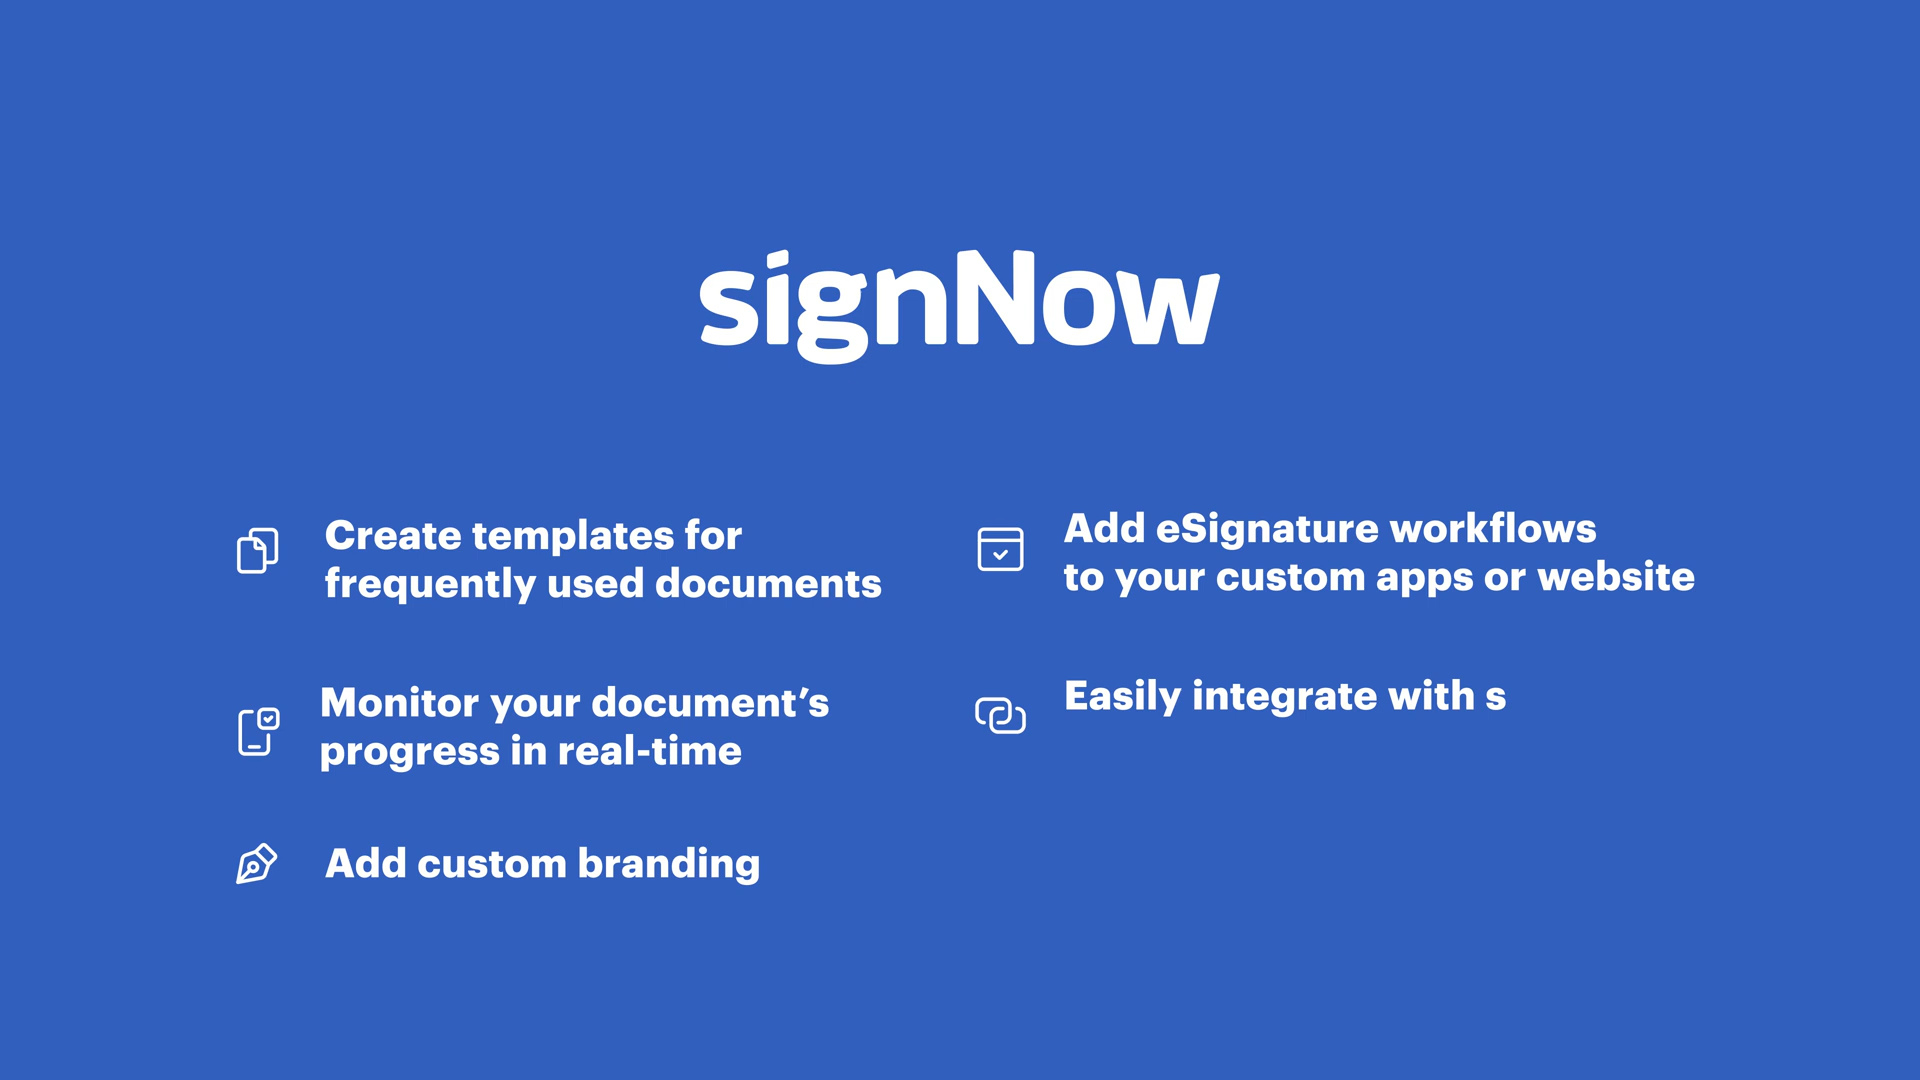 signNow
Create templates for
frequently used documents
Monitor your document’s
progress in real-time
Add custom branding
Add eSignature workflows
to your custom apps or website
Easily integrate with s